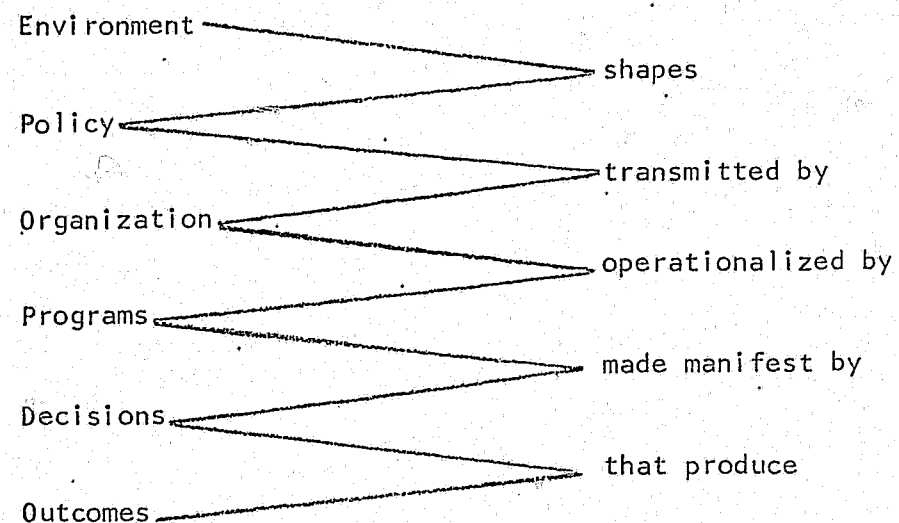 Environment
shapes
Policy
transmitted by
Organization
operationalized by
Programs
made manifest by
Decisions
that produce
Outcomes